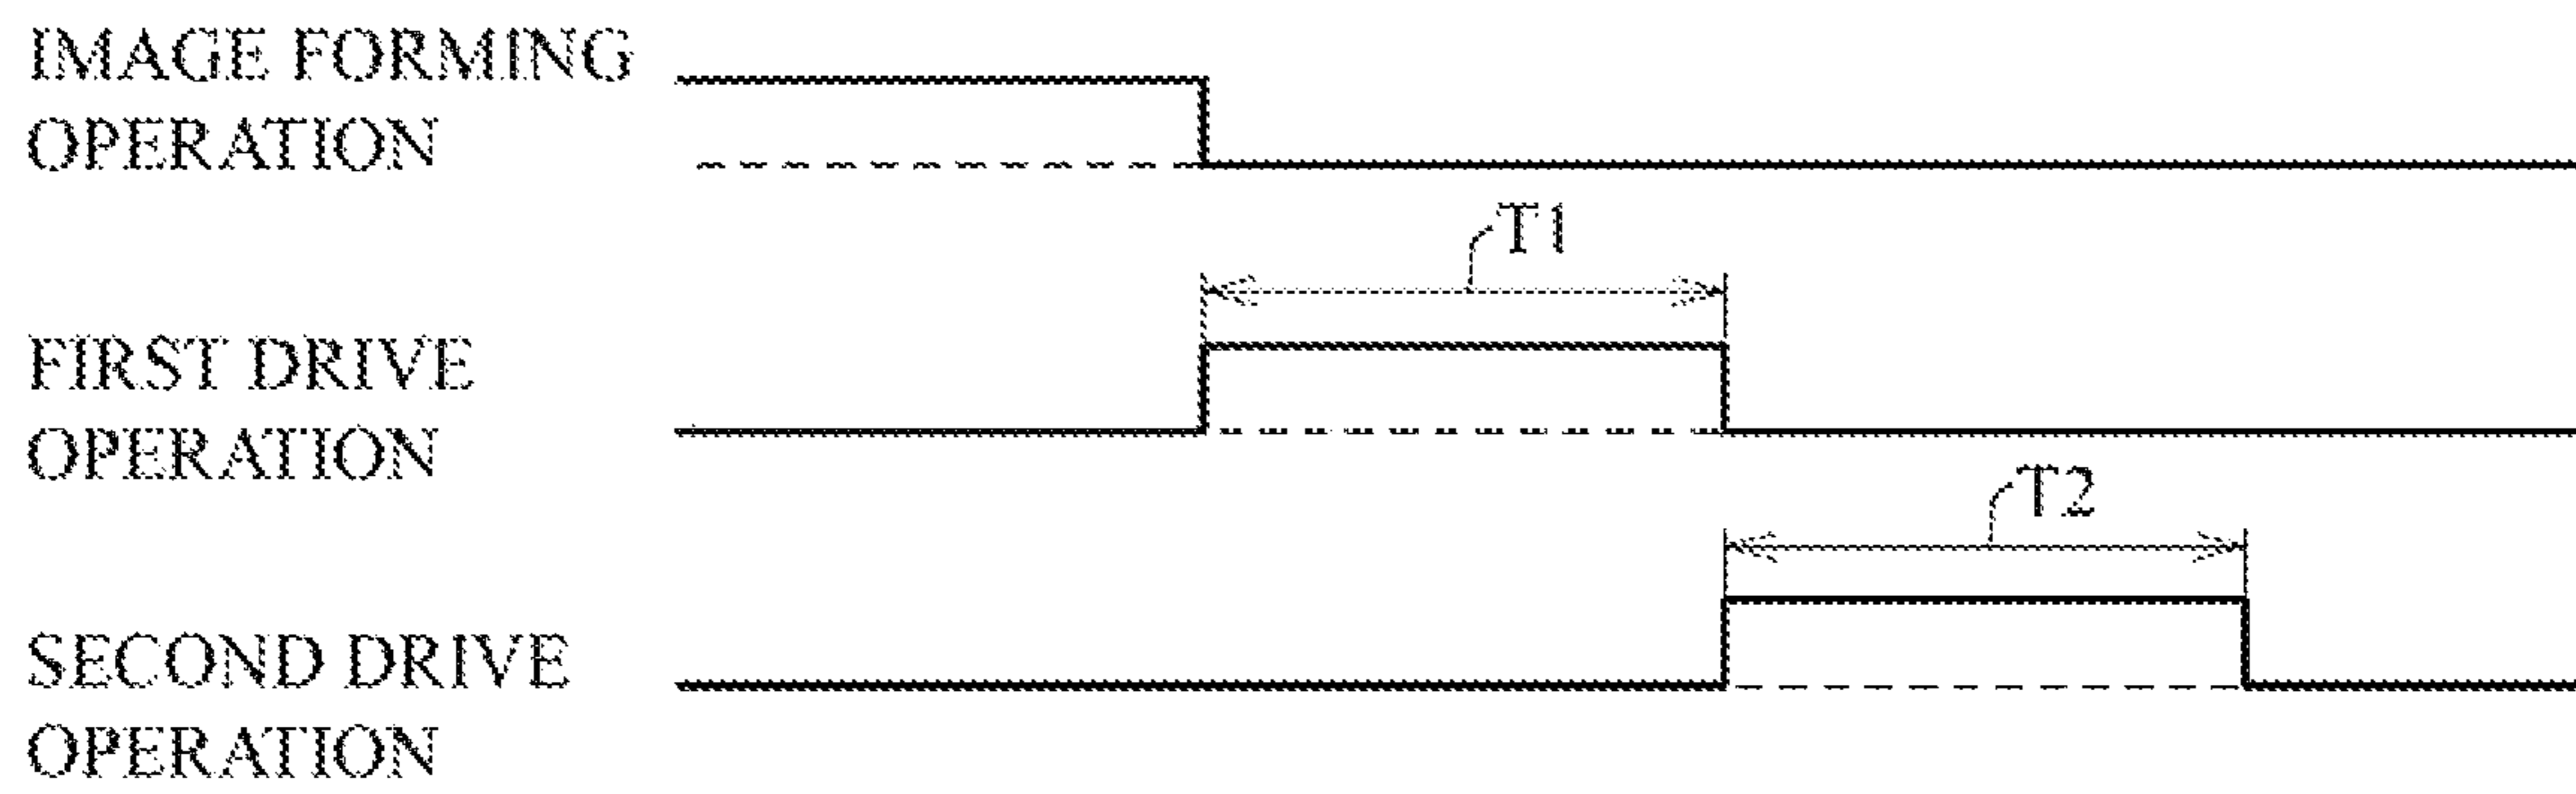 IMAGE FORMING
OPERATION
T1
FIRST DRIVE
OPERATION
T2
SECOND DRIVE
OPERATION